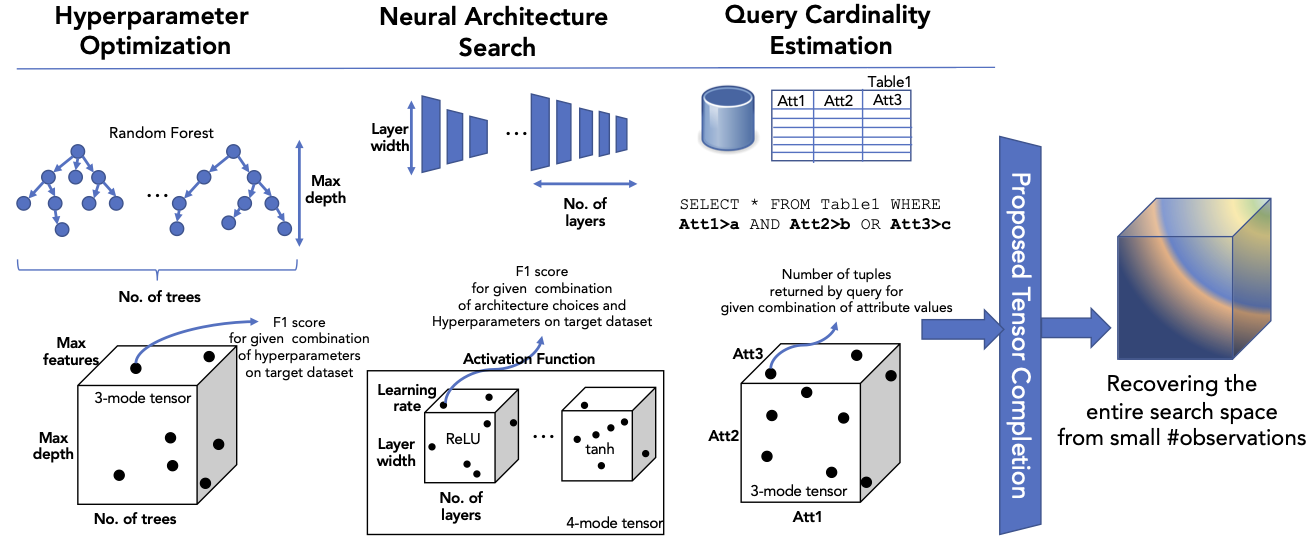 Hyperparameter
Optimization
Random Forest
...
Max
depth
No. of trees
F1 score
for given combination
of hyperparameters
on target dataset
Max
features
3-mode tensor
Max
depth
No. of trees
Neural Architecture
Search
Layer
width
...
No. of
layers
F1 score
for given combination
of architecture choices and
Hyperparameters on target dataset
Activation Function
Learning
rate
Layer
width
ReLU
...
tanh
No. of
layers
4-mode tensor
Query Cardinality
Estimation
Table1
Att1 Att2 Att3
SELECT * FROM Table1 WHERE
Att1>a AND Att2>b OR Att3>c
Number of tuples
returned by query for
given combination of attribute values
Att3
Att2
3-mode tensor
Att1
Proposed Tensor Completion
Recovering the
entire search space
from small #observations